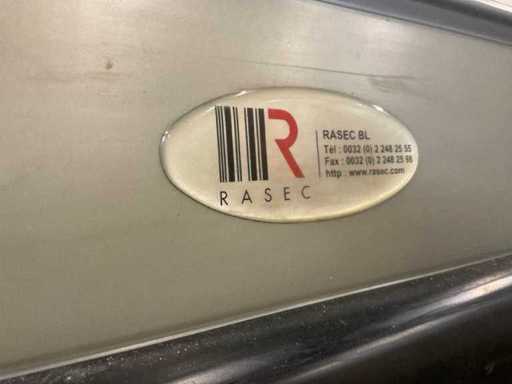 R
RASEC
RASEC BL
Tél : 0032 (0) 2 248 25 55
Fax : 0032 (0) 2 248 25 98
http : www.rasec.com